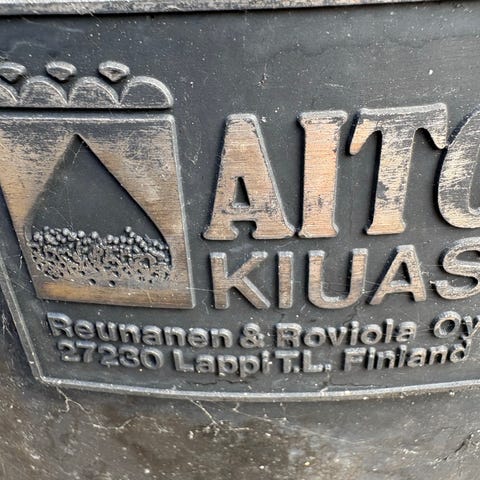 AITO
KIUAS
Reunanen & Roviola Oy
27230 Lappi T.L. Finland